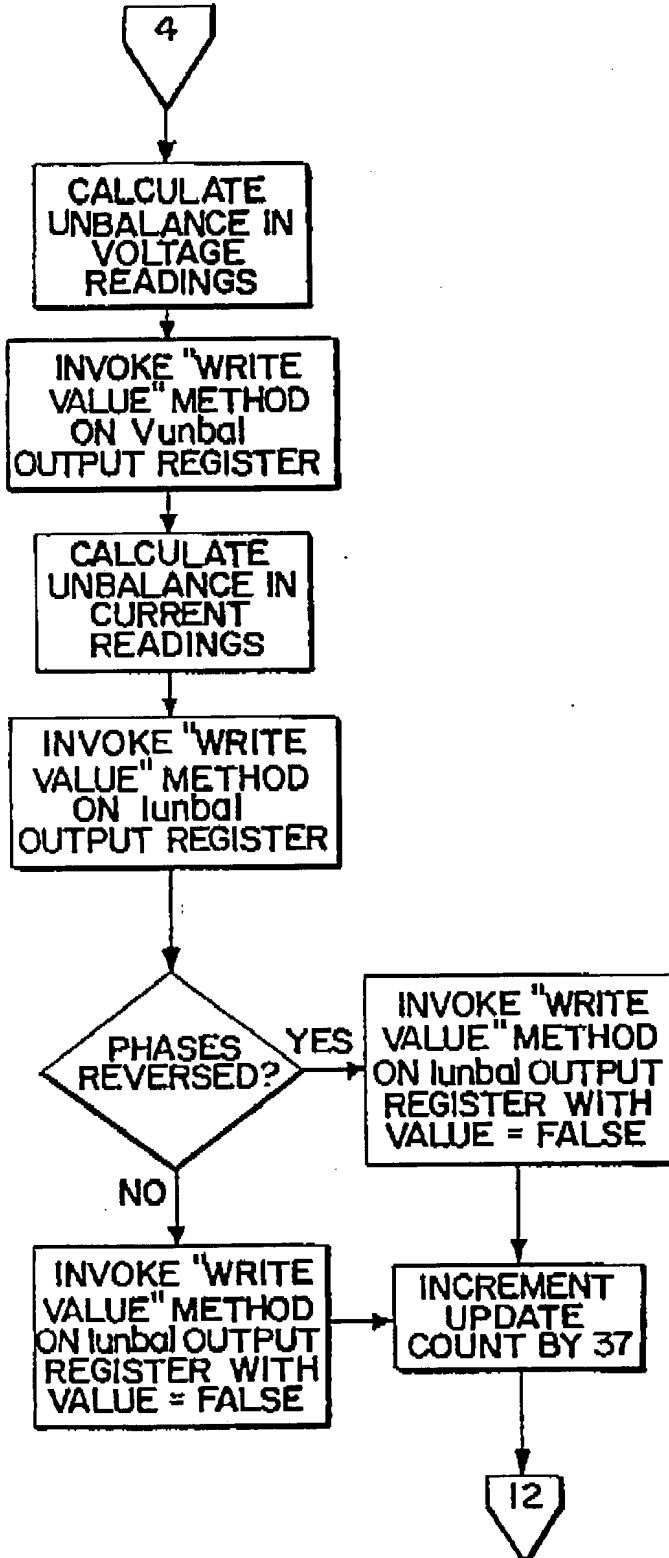 4
CALCULATE
UNBALANCE IN
VOLTAGE
READINGS
INVOKE "WRITE
VALUE" METHOD
ON Vunbal
OUTPUT REGISTER
CALCULATE
UNBALANCE IN
CURRENT
READINGS
INVOKE "WRITE
VALUE" METHOD
ON Iunbal
OUTPUT REGISTER
PHASES
REVERSED?
YES
INVOKE "WRITE
VALUE" METHOD
ON Iunbal OUTPUT
REGISTER WITH
VALUE = FALSE
NO
INVOKE "WRITE
VALUE" METHOD
ON Iunbal OUTPUT
REGISTER WITH
VALUE = FALSE
INCREMENT
UPDATE
COUNT BY 37
12